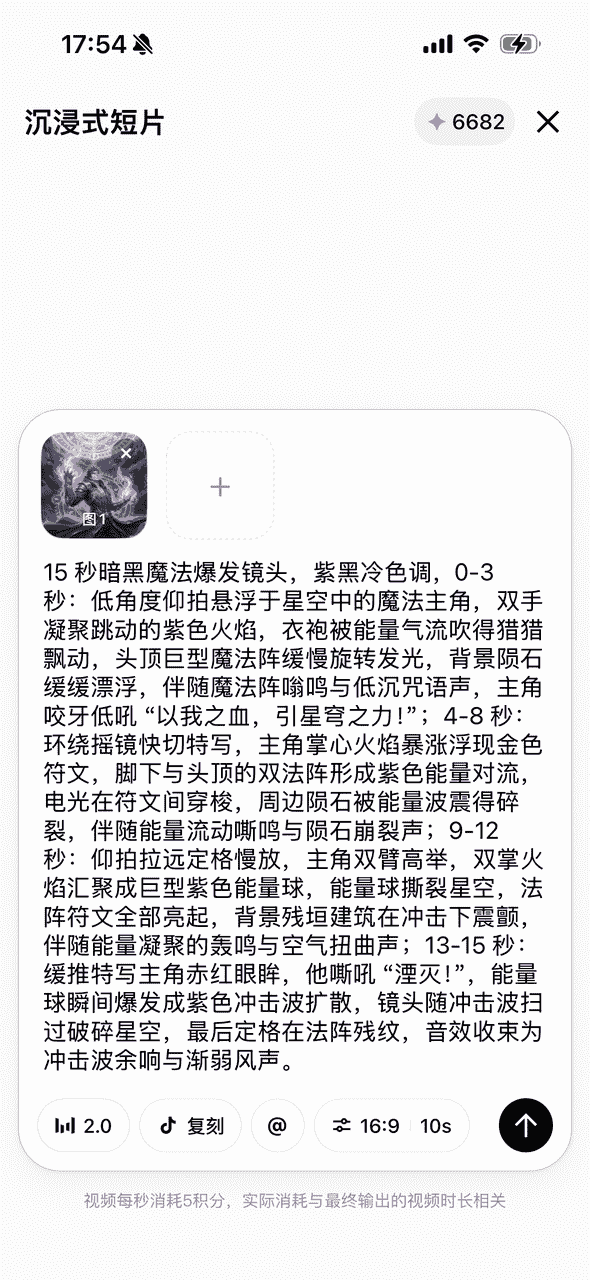 17:54
沉浸式短片
6682
图1
15 秒暗黑魔法爆发镜头，紫黑冷色调，0-3
秒：低角度仰拍悬浮于星空中的魔法主角，双手
凝聚跳动的紫色火焰，衣袍被能量气流吹得猎猎
飘动，头顶巨型魔法阵缓慢旋转发光，背景陨石
缓缓漂浮，伴随魔法阵嗡鸣与低沉咒语声，主角
咬牙低吼 “以我之血，引星穹之力！”；4-8 秒：
环绕摇镜快切特写，主角掌心火焰暴涨浮现金色
符文，脚下与头顶的双法阵形成紫色能量对流，
电光在符文间穿梭，周边陨石被能量波震得碎
裂，伴随能量流动嘶鸣与陨石崩裂声；9-12
秒：仰拍拉远定格慢放，主角双臂高举，双掌火
焰汇聚成巨型紫色能量球，能量球撕裂星空，法
阵符文全部亮起，背景残垣建筑在冲击下震颤，
伴随能量凝聚的轰鸣与空气扭曲声；13-15 秒：
缓推特写主角赤红眼眸，他嘶吼 “湮灭！”，能量
球瞬间爆发成紫色冲击波扩散，镜头随冲击波扫
过破碎星空，最后定格在法阵残纹，音效收束为
冲击波余响与渐弱风声。
2.0 复刻 @ 16:9 10s
视频每秒消耗5积分，实际消耗与最终输出的视频时长相关